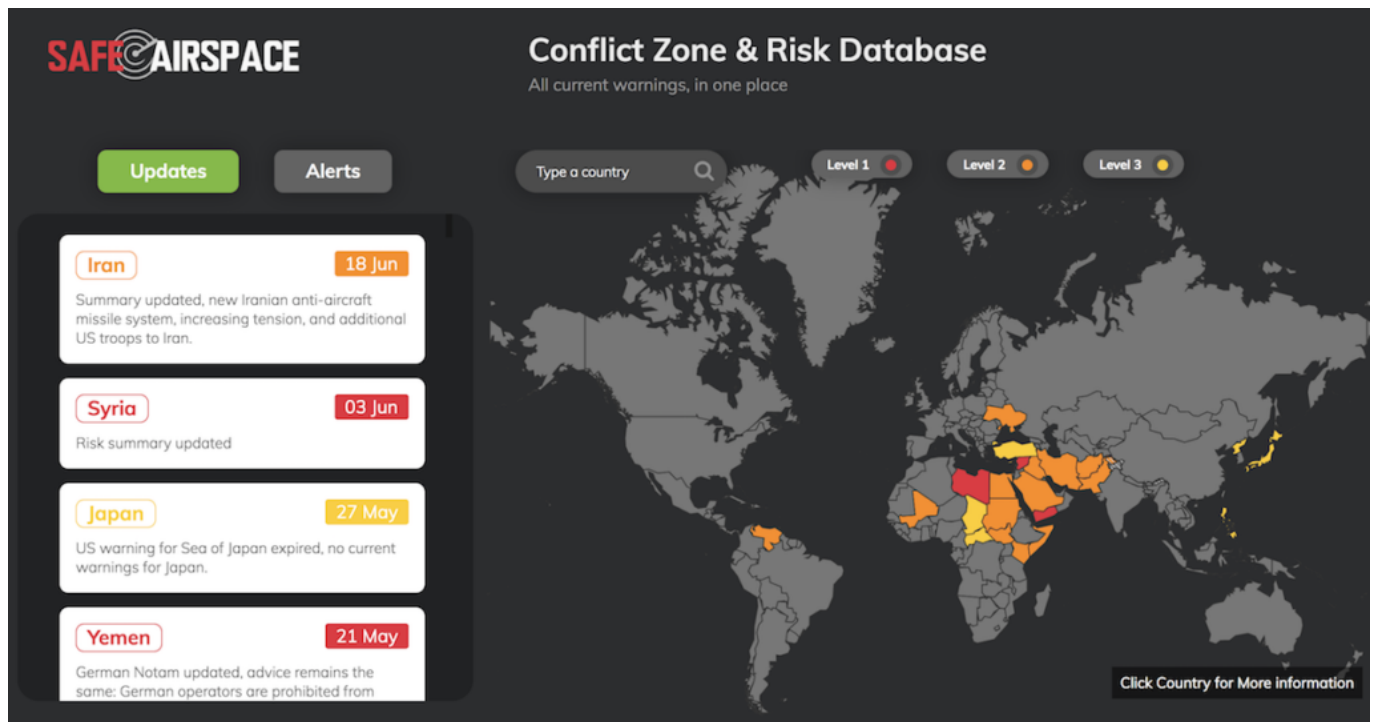 SAFE AIRSPACE
Conflict Zone & Risk Database
All current warnings, in one place
Updates
Alerts
Type a country
Level 1
Level 2
Level 3
Iran
18 Jun
Summary updated, new Iranian anti-aircraft
missile system, increasing tension, and additional
US troops to Iran.
Syria
03 Jun
Risk summary updated
Japan
27 May
US warning for Sea of Japan expired, no current
warnings for Japan.
Yemen
21 May
German Notam updated, advice remains the
same: German operators are prohibited from
Click Country for More information